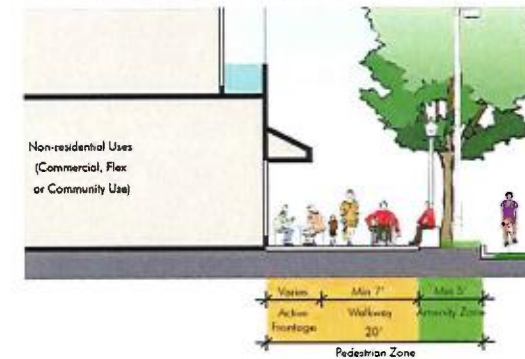 Non-residential Uses
(Commercial, Flex
or Community Use)
Varies Min 7' Min 5'
Active Walkway Amenity Zone
Frontage 20'
Pedestrian Zone